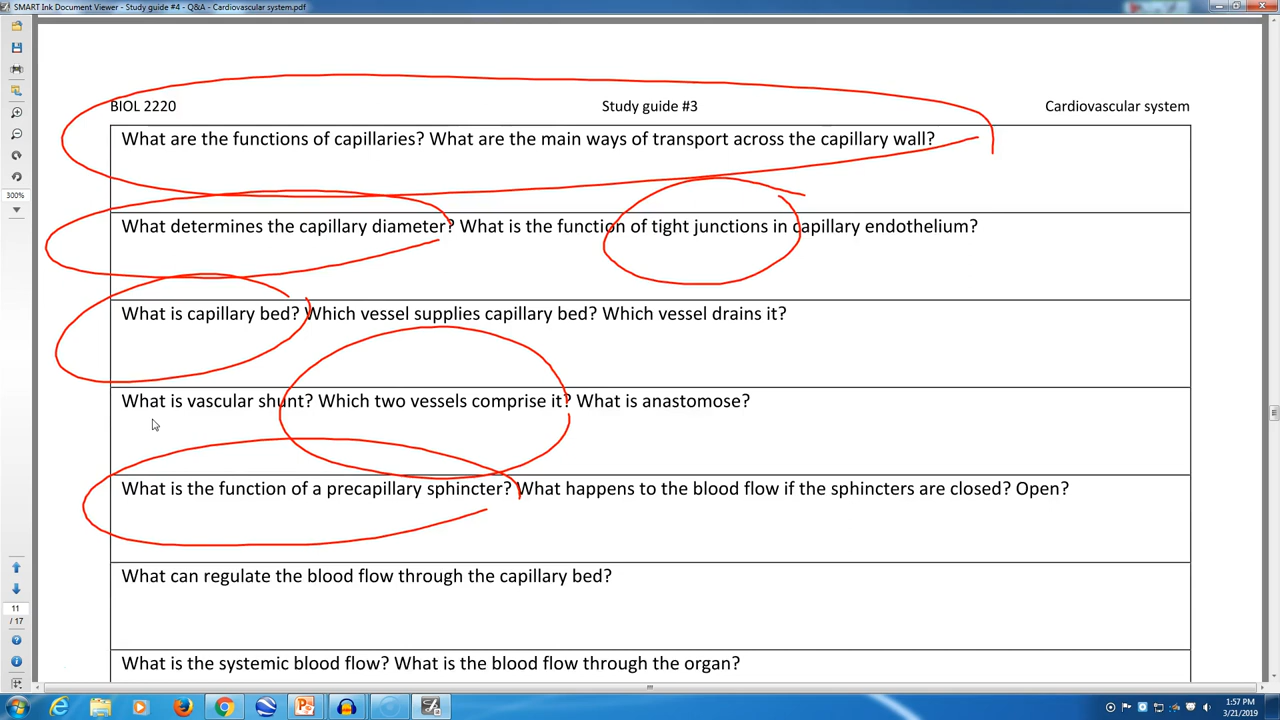 SMART Ink Document Viewer - Study guide #4 - Q&A - Cardiovascular system.pdf
BIOL 2220 Study guide #3 Cardiovascular system
What are the functions of capillaries? What are the main ways of transport across the capillary wall?
What determines the capillary diameter? What is the function of tight junctions in capillary endothelium?
What is capillary bed? Which vessel supplies capillary bed? Which vessel drains it?
What is vascular shunt? Which two vessels comprise it? What is anastomose?
What is the function of a precapillary sphincter? What happens to the blood flow if the sphincters are closed? Open?
What can regulate the blood flow through the capillary bed?
What is the systemic blood flow? What is the blood flow through the organ?
300%
11
/ 17
1:57 PM
3/21/2019